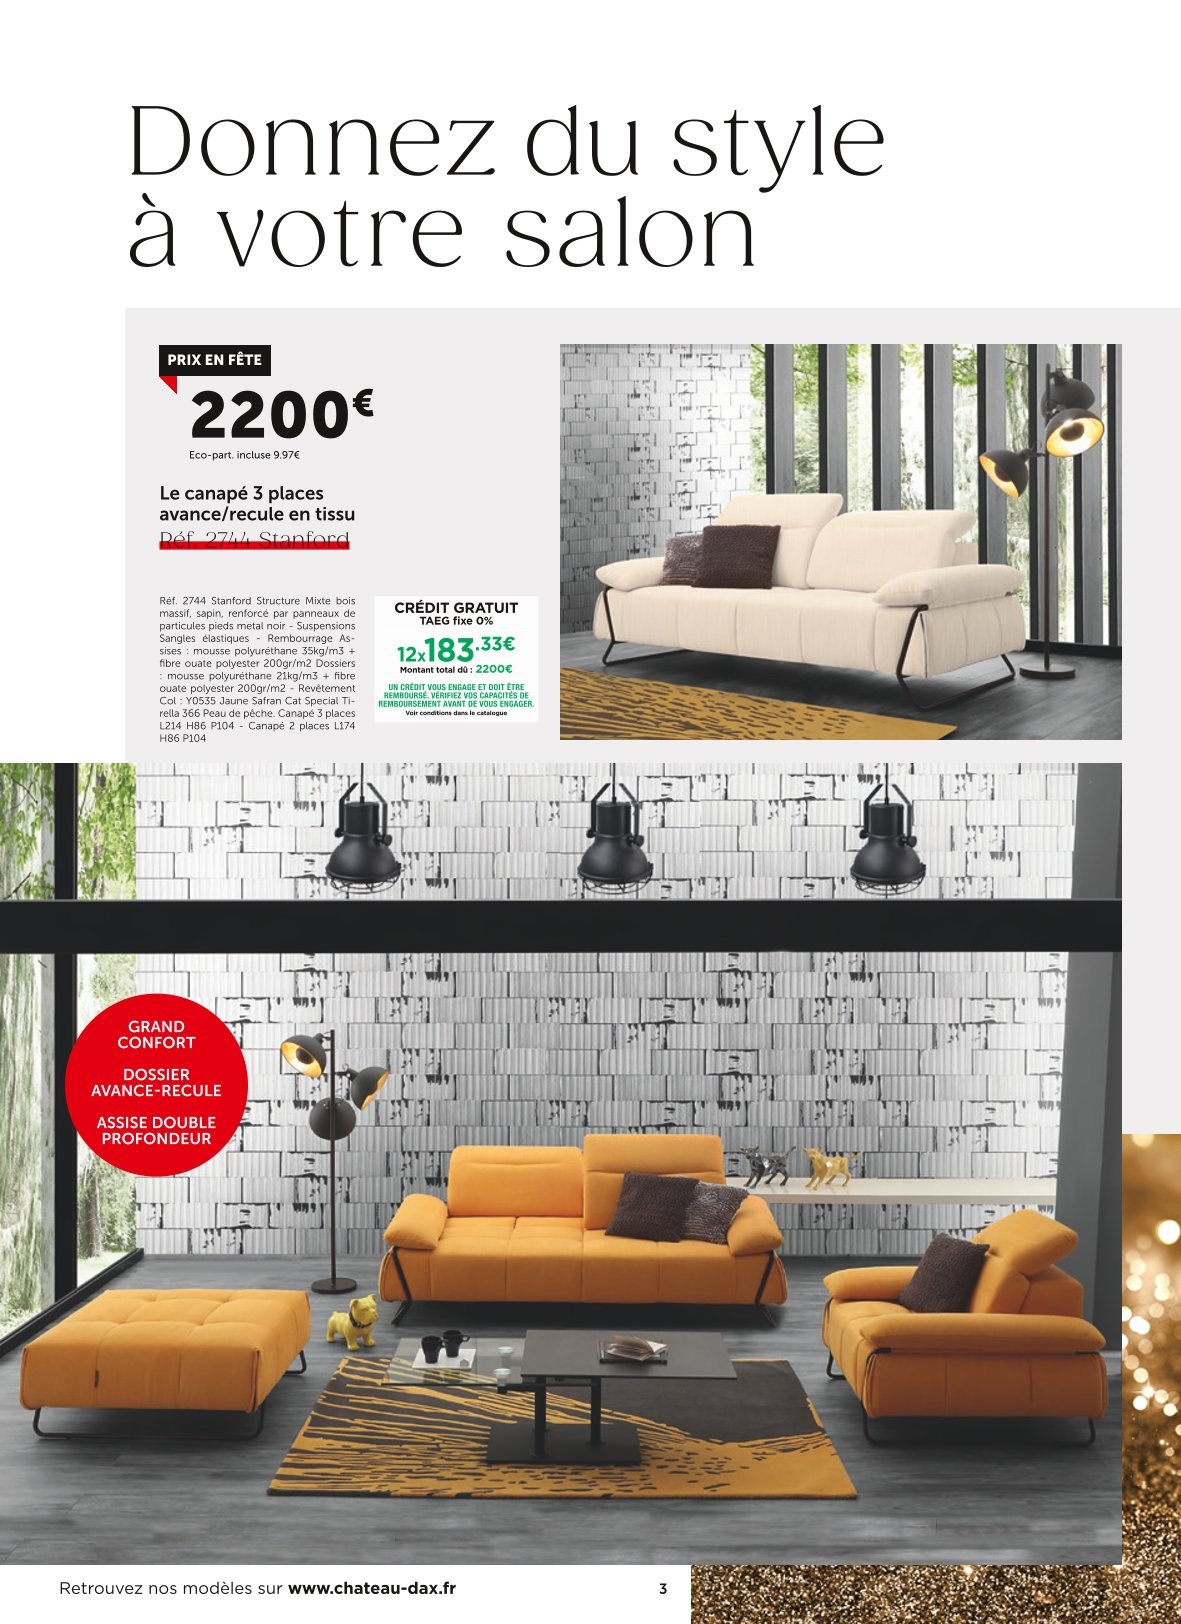 Donnez du style
à votre salon
PRIX EN FÊTE
2200€
Eco-part. incluse 9.97€
Le canapé 3 places
avance/recule en tissu
Réf. 2744 Stanford
Réf. 2744 Stanford Structure Mixte bois
massif, sapin, renforcé par panneaux de
particules pieds metal noir - Suspensions
Sangles élastiques - Rembourrage As-
sises : mousse polyuréthane 35kg/m3 +
fibre ouate polyester 200gr/m2 Dossiers
: mousse polyuréthane 21kg/m3 + fibre
ouate polyester 200gr/m2 - Revêtement
Col : Y0535 Jaune Safran Cat Special Ti-
rella 366 Peau de pêche. Canapé 3 places
L214 H86 P104 - Canapé 2 places L174
H86 P104
CRÉDIT GRATUIT
TAEG fixe 0%
12x183.33€
Montant total dû : 2200€
UN CRÉDIT VOUS ENGAGE ET DOIT ÊTRE
REMBOURSÉ. VÉRIFIEZ VOS CAPACITÉS DE
REMBOURSEMENT AVANT DE VOUS ENGAGER.
Voir conditions dans le catalogue
GRAND
CONFORT
DOSSIER
AVANCE-RECULE
ASSISE DOUBLE
PROFONDEUR
Retrouvez nos modèles sur www.chateau-dax.fr
3